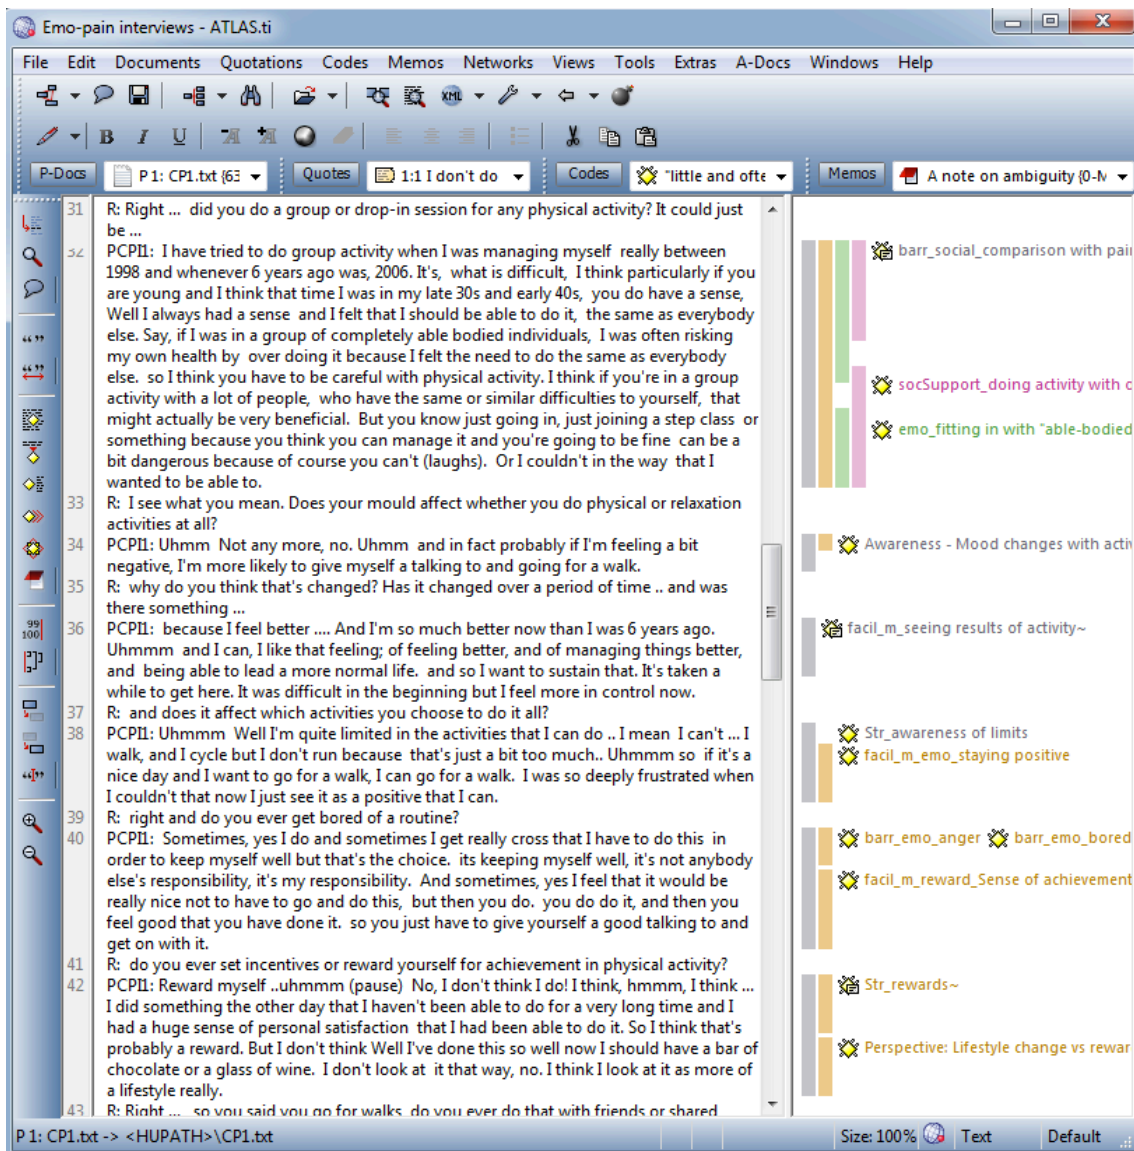 Emo-pain interviews - ATLAS.ti
File Edit Documents Quotations Codes Memos Networks Views Tools Extras A-Docs Windows Help
XML
B I U A A
P-Docs P 1: CP1.txt {63 Quotes 1:1 I don't do Codes "little and ofte Memos A note on ambiguity {0-M
31 R: Right ... did you do a group or drop-in session for any physical activity? It could just
be ...
32 PCPI1: I have tried to do group activity when I was managing myself really between
1998 and whenever 6 years ago was, 2006. It's, what is difficult, I think particularly if you
are young and I think that time I was in my late 30s and early 40s, you do have a sense,
Well I always had a sense and I felt that I should be able to do it, the same as everybody
else. Say, if I was in a group of completely able bodied individuals, I was often risking
my own health by over doing it because I felt the need to do the same as everybody
else. so I think you have to be careful with physical activity. I think if you're in a group
activity with a lot of people, who have the same or similar difficulties to yourself, that
might actually be very beneficial. But you know just going in, just joining a step class or
something because you think you can manage it and you're going to be fine can be a
bit dangerous because of course you can't (laughs). Or I couldn't in the way that I
wanted to be able to.
33 R: I see what you mean. Does your mould affect whether you do physical or relaxation
activities at all?
34 PCPI1: Uhmm Not any more, no. Uhmm and in fact probably if I'm feeling a bit
negative, I'm more likely to give myself a talking to and going for a walk.
35 R: why do you think that's changed? Has it changed over a period of time .. and was
there something ...
36 PCPI1: because I feel better .... And I'm so much better now than I was 6 years ago.
Uhmmm and I can, I like that feeling; of feeling better, and of managing things better,
and being able to lead a more normal life. and so I want to sustain that. It's taken a
while to get here. It was difficult in the beginning but I feel more in control now.
37 R: and does it affect which activities you choose to do it all?
38 PCPI1: Uhmmm Well I'm quite limited in the activities that I can do .. I mean I can't ... I
walk, and I cycle but I don't run because that's just a bit too much.. Uhmmm so if it's a
nice day and I want to go for a walk, I can go for a walk. I was so deeply frustrated when
I couldn't that now I just see it as a positive that I can.
39 R: right and do you ever get bored of a routine?
40 PCPI1: Sometimes, yes I do and sometimes I get really cross that I have to do this in
order to keep myself well but that's the choice. its keeping myself well, it's not anybody
else's responsibility, it's my responsibility. And sometimes, yes I feel that it would be
really nice not to have to go and do this, but then you do. you do do it, and then you
feel good that you have done it. so you just have to give yourself a good talking to and
get on with it.
41 R: do you ever set incentives or reward yourself for achievement in physical activity?
42 PCPI1: Reward myself ..uhmmm (pause) No, I don't think I do! I think, hmmm, I think ...
I did something the other day that I haven't been able to do for a very long time and I
had a huge sense of personal satisfaction that I had been able to do it. So I think that's
probably a reward. But I don't think Well I've done this so well now I should have a bar of
chocolate or a glass of wine. I don't look at it that way, no. I think I look at it as more of
a lifestyle really.
43 R: Right ... so you said you go for walks do you ever do that with friends or shared
barr_social_comparison with pai
socSupport_doing activity with o
emo_fitting in with "able-bodied
Awareness - Mood changes with activ
facil_m_seeing results of activity~
Str_awareness of limits
facil_m_emo_staying positive
barr_emo_anger barr_emo_bored
facil_m_reward_Sense of achievement
Str_rewards~
Perspective: Lifestyle change vs rewar
P 1: CP1.txt -> <HUPATH>\CP1.txt Size: 100% Text Default